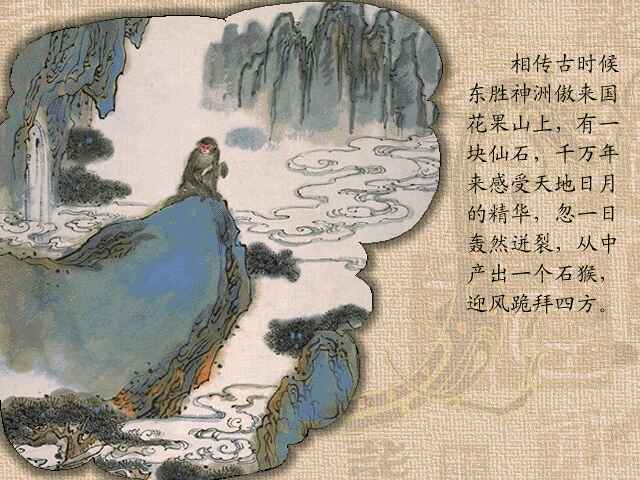 相传古时候
东胜神洲傲来国
花果山上，有一
块仙石，千万年
来感受天地日月
的精华，忽一日
轰然迸裂，从中
产出一个石猴，
迎风跪拜四方。